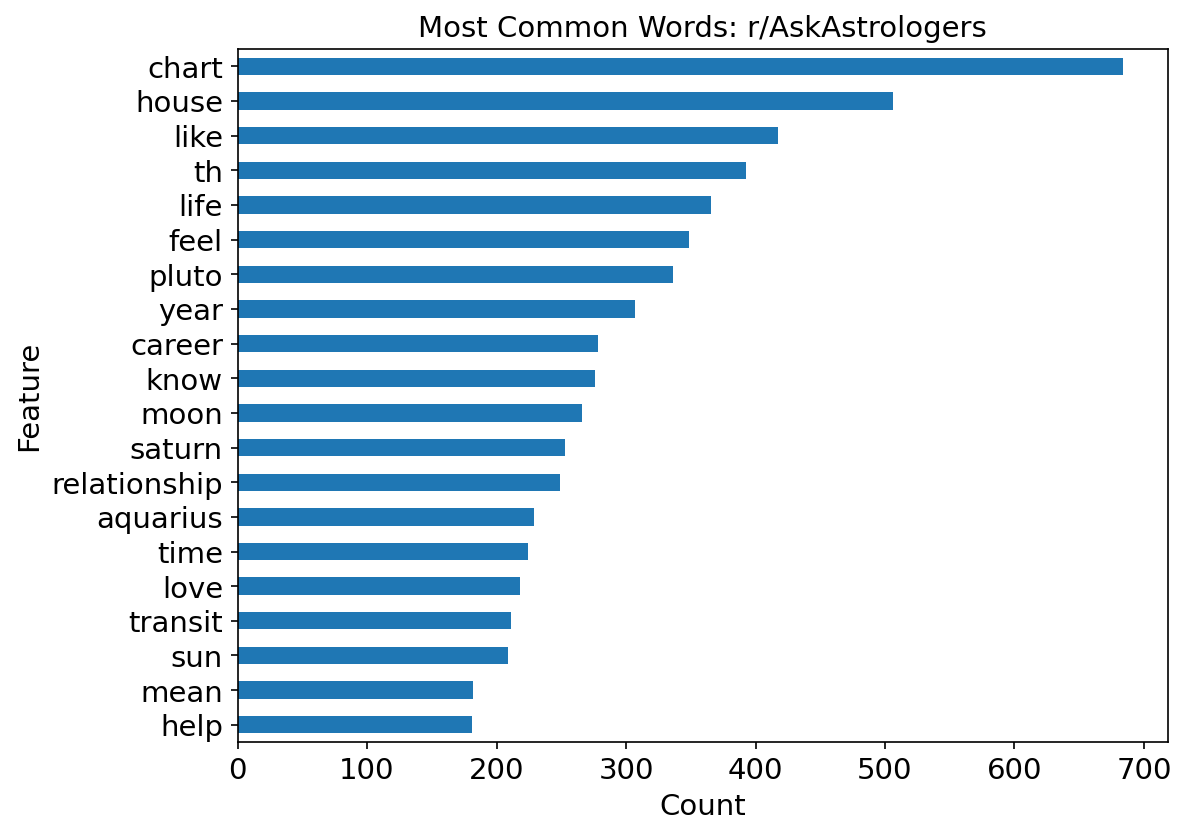 Most Common Words: r/AskAstrologers
chart
house
like
th
life
feel
pluto
year
career
know
moon
saturn
relationship
aquarius
time
love
transit
sun
mean
help
Feature
0 100 200 300 400 500 600 700
Count